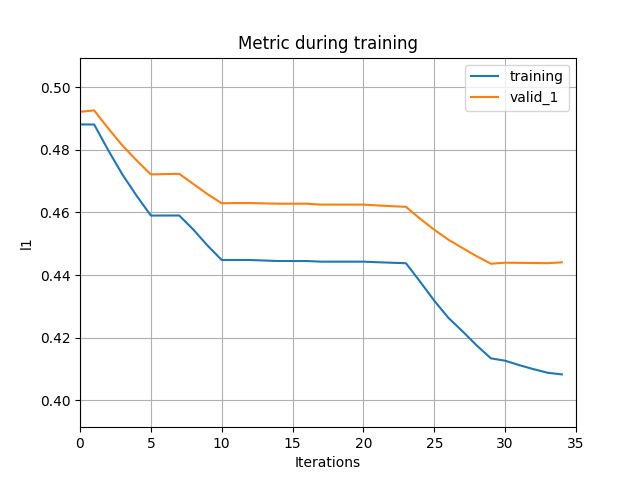 Metric during training
training
valid_1
0.50
0.48
0.46
0.44
0.42
0.40
l1
0 5 10 15 20 25 30 35
Iterations